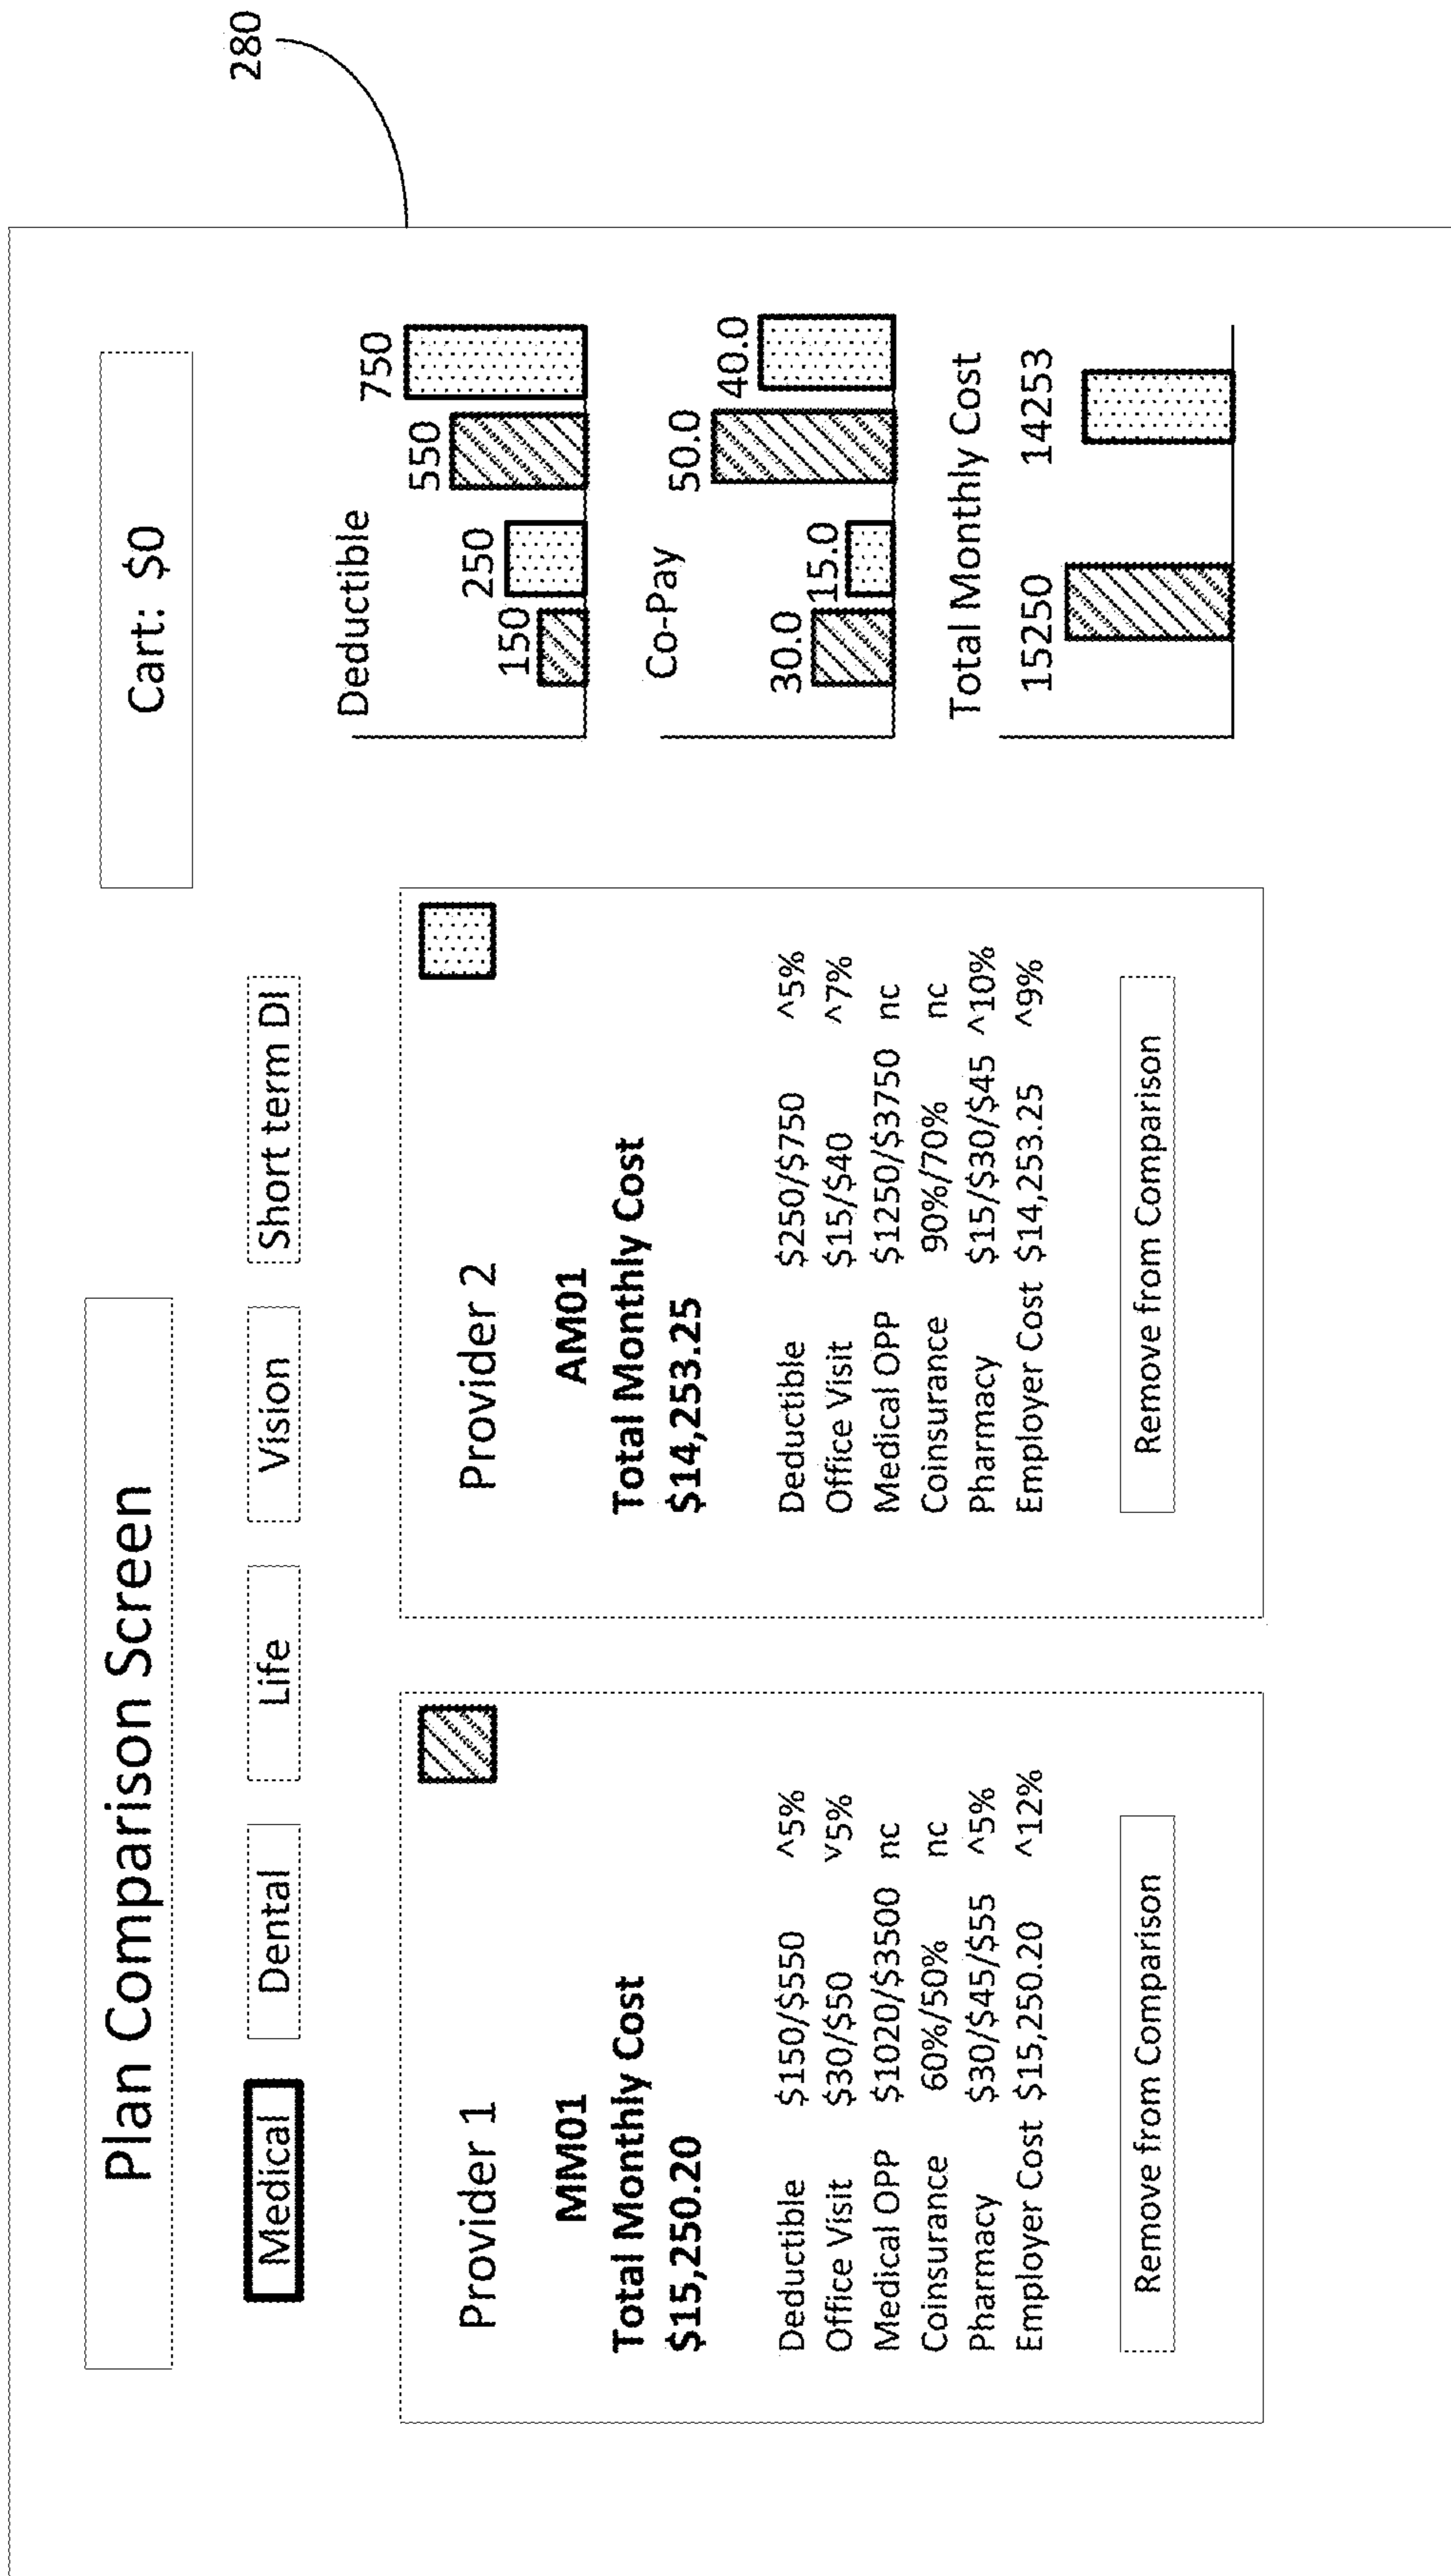 280
Plan Comparison Screen
Cart: $0
Medical
Dental
Life
Vision
Short term DI
Provider 1
MM01
Total Monthly Cost
$15,250.20
Deductible $150/$550 ^5%
Office Visit $30/$50 v5%
Medical OPP $1020/$3500 nc
Coinsurance 60%/50% nc
Pharmacy $30/$45/$55 ^5%
Employer Cost $15,250.20 ^12%
Remove from Comparison
Provider 2
AM01
Total Monthly Cost
$14,253.25
Deductible $250/$750 ^5%
Office Visit $15/$40 ^7%
Medical OPP $1250/$3750 nc
Coinsurance 90%/70% nc
Pharmacy $15/$30/$45 ^10%
Employer Cost $14,253.25 ^9%
Remove from Comparison
Deductible
150 250 550 750
Co-Pay
30.0 15.0 50.0 40.0
Total Monthly Cost
15250 14253